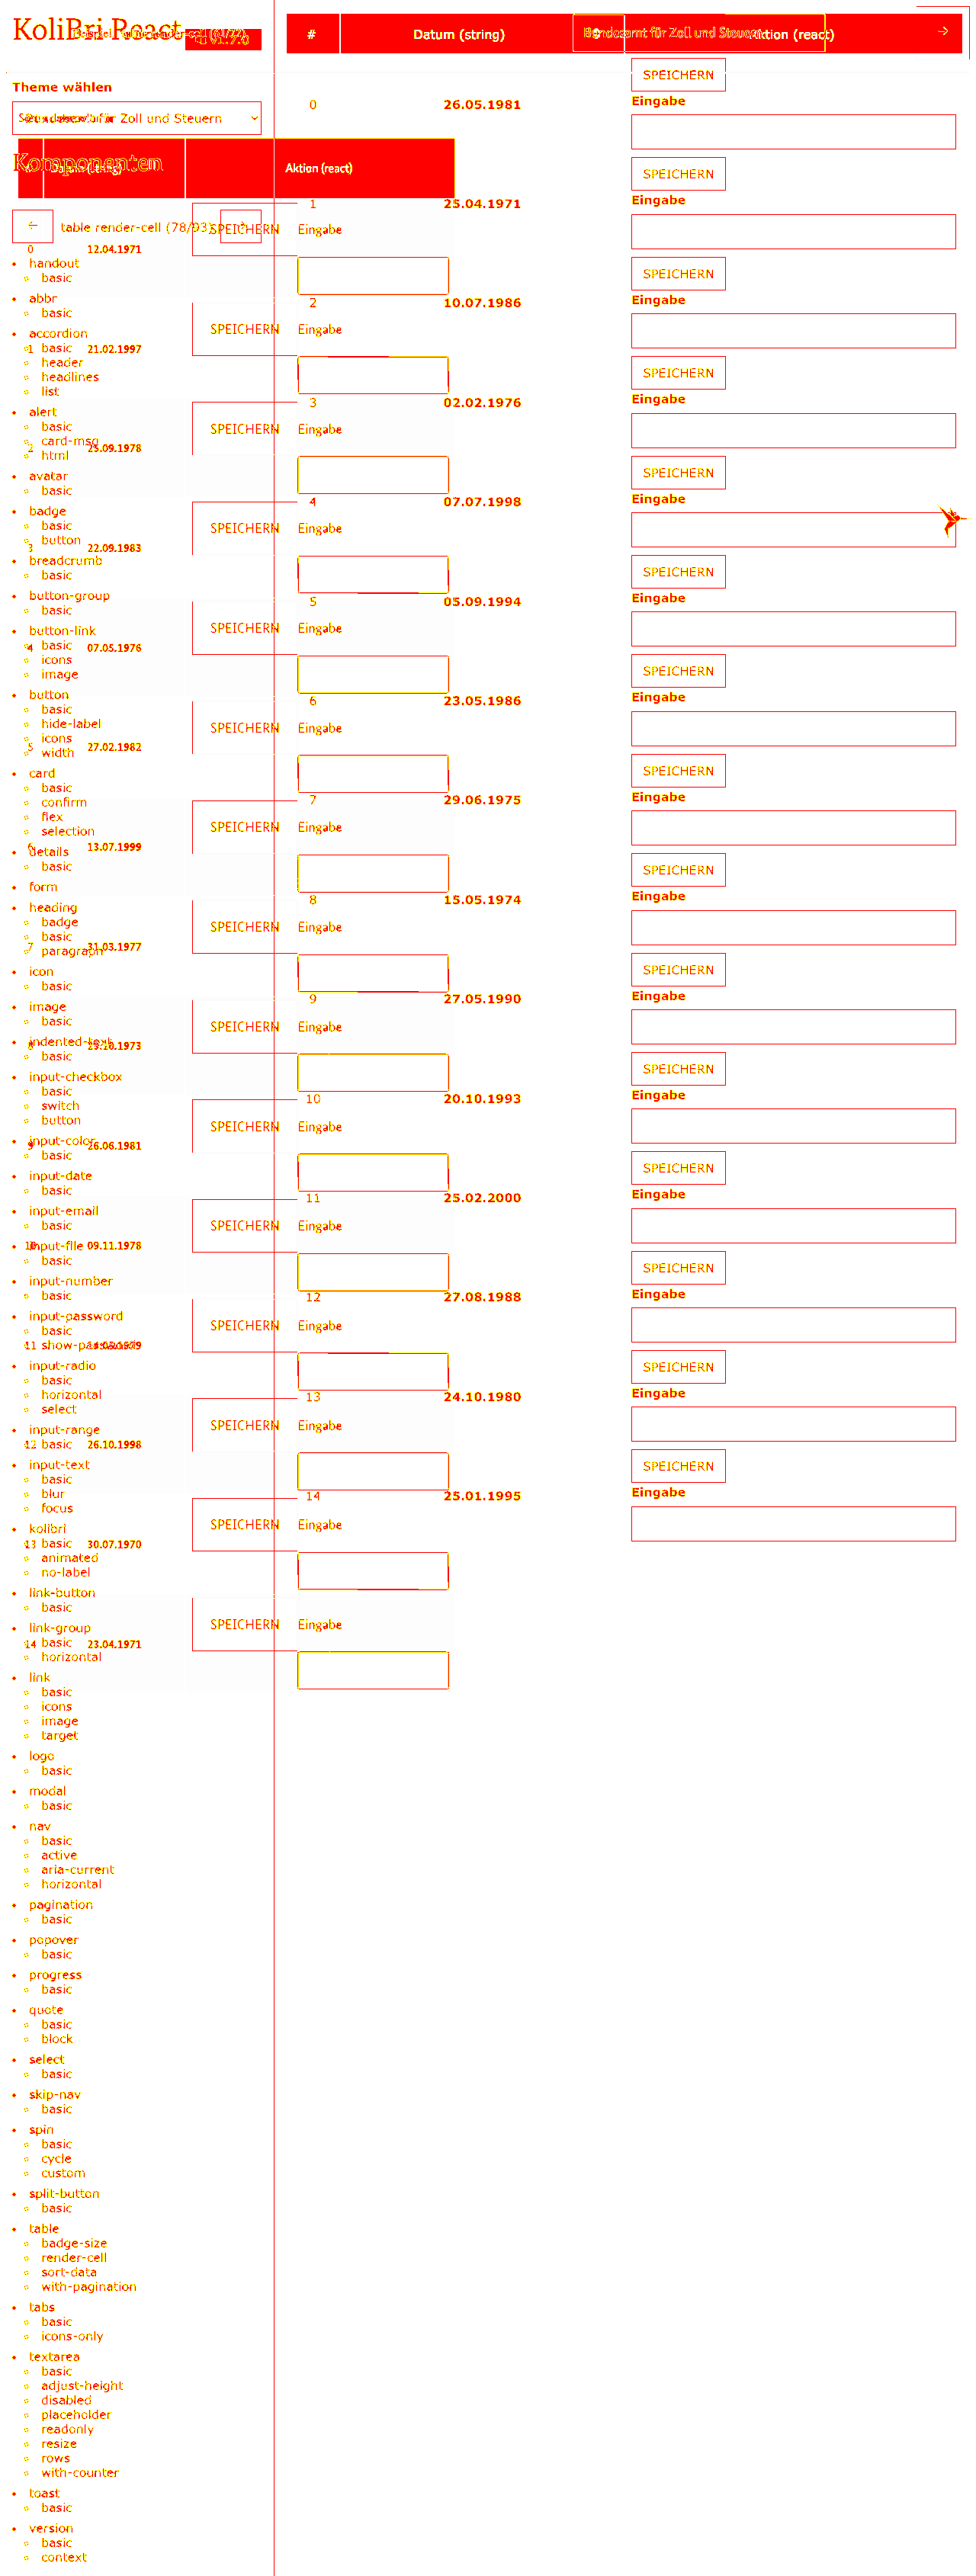 KoliBri React
v1.7.0
# Datum (string) Aktion (react)
Bundesamt für Zoll und Steuern
Theme wählen
Bundesamt für Zoll und Steuern
Komponenten
Aktion (react)
← table render-cell (78/93)
handout
basic
abbr
basic
accordion
basic
header
headlines
list
alert
basic
card-msg
html
avatar
basic
badge
basic
button
breadcrumb
basic
button-group
basic
button-link
basic
icons
image
button
basic
hide-label
icons
width
card
basic
confirm
flex
selection
details
basic
form
heading
badge
basic
paragraph
icon
basic
image
basic
indented-text
basic
input-checkbox
basic
switch
button
input-color
basic
input-date
basic
input-email
basic
input-file
basic
input-number
basic
input-password
basic
show-password
input-radio
basic
horizontal
select
input-range
basic
input-text
basic
blur
focus
kolibri
basic
animated
no-label
link-button
basic
link-group
basic
horizontal
link
basic
icons
image
target
logo
basic
modal
basic
nav
basic
active
aria-current
horizontal
pagination
basic
popover
basic
progress
basic
quote
basic
block
select
basic
skip-nav
basic
spin
basic
cycle
custom
split-button
basic
table
badge-size
render-cell
sort-data
with-pagination
tabs
basic
icons-only
textarea
basic
adjust-height
disabled
placeholder
readonly
resize
rows
with-counter
toast
basic
version
basic
context
0 12.04.1971 SPEICHERN Eingabe
1 21.02.1997 SPEICHERN Eingabe
2 25.09.1978 SPEICHERN Eingabe
3 22.09.1983 SPEICHERN Eingabe
4 07.05.1976 SPEICHERN Eingabe
5 27.02.1982 SPEICHERN Eingabe
6 13.07.1999 SPEICHERN Eingabe
7 31.03.1977 SPEICHERN Eingabe
8 SPEICHERN Eingabe
9 26.06.1981 SPEICHERN Eingabe
10 09.11.1978 SPEICHERN Eingabe
11 SPEICHERN Eingabe
12 26.10.1998 SPEICHERN Eingabe
13 30.07.1970 SPEICHERN Eingabe
14 23.04.1971 SPEICHERN Eingabe
0 26.05.1981 SPEICHERN
Eingabe
1 25.04.1971 SPEICHERN
Eingabe
2 10.07.1986 SPEICHERN
Eingabe
3 02.02.1976 SPEICHERN
Eingabe
4 07.07.1998 SPEICHERN
Eingabe
5 05.09.1994 SPEICHERN
Eingabe
6 23.05.1986 SPEICHERN
Eingabe
7 29.06.1975 SPEICHERN
Eingabe
8 15.05.1974 SPEICHERN
Eingabe
9 27.05.1990 SPEICHERN
Eingabe
10 20.10.1993 SPEICHERN
Eingabe
11 25.02.2000 SPEICHERN
Eingabe
12 27.08.1988 SPEICHERN
Eingabe
13 24.10.1980 SPEICHERN
Eingabe
14 25.01.1995 SPEICHERN
Eingabe